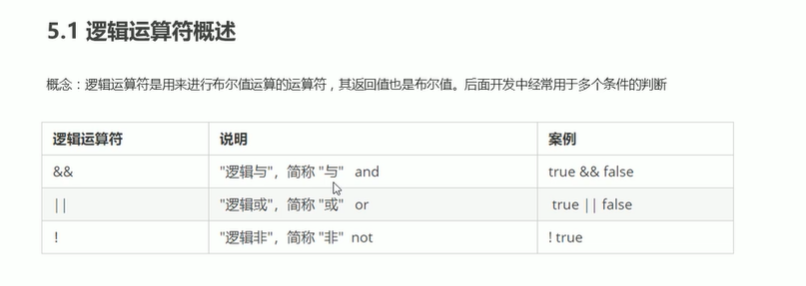 5.1 逻辑运算符概述
概念：逻辑运算符是用来进行布尔值运算的运算符，其返回值也是布尔值。后面开发中经常用于多个条件的判断
逻辑运算符 说明 案例
&& "逻辑与"，简称 "与" and true && false
|| "逻辑或"，简称 "或" or true || false
! "逻辑非"，简称 "非" not ! true